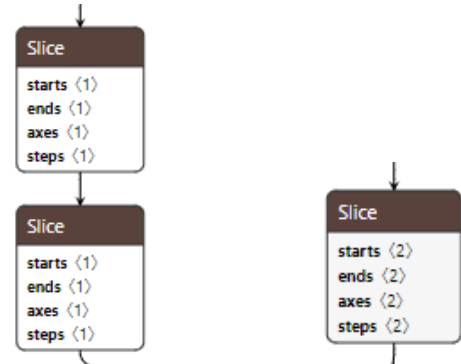 Slice
starts 〈1〉
ends 〈1〉
axes 〈1〉
steps 〈1〉
Slice
starts 〈1〉
ends 〈1〉
axes 〈1〉
steps 〈1〉
Slice
starts 〈2〉
ends 〈2〉
axes 〈2〉
steps 〈2〉